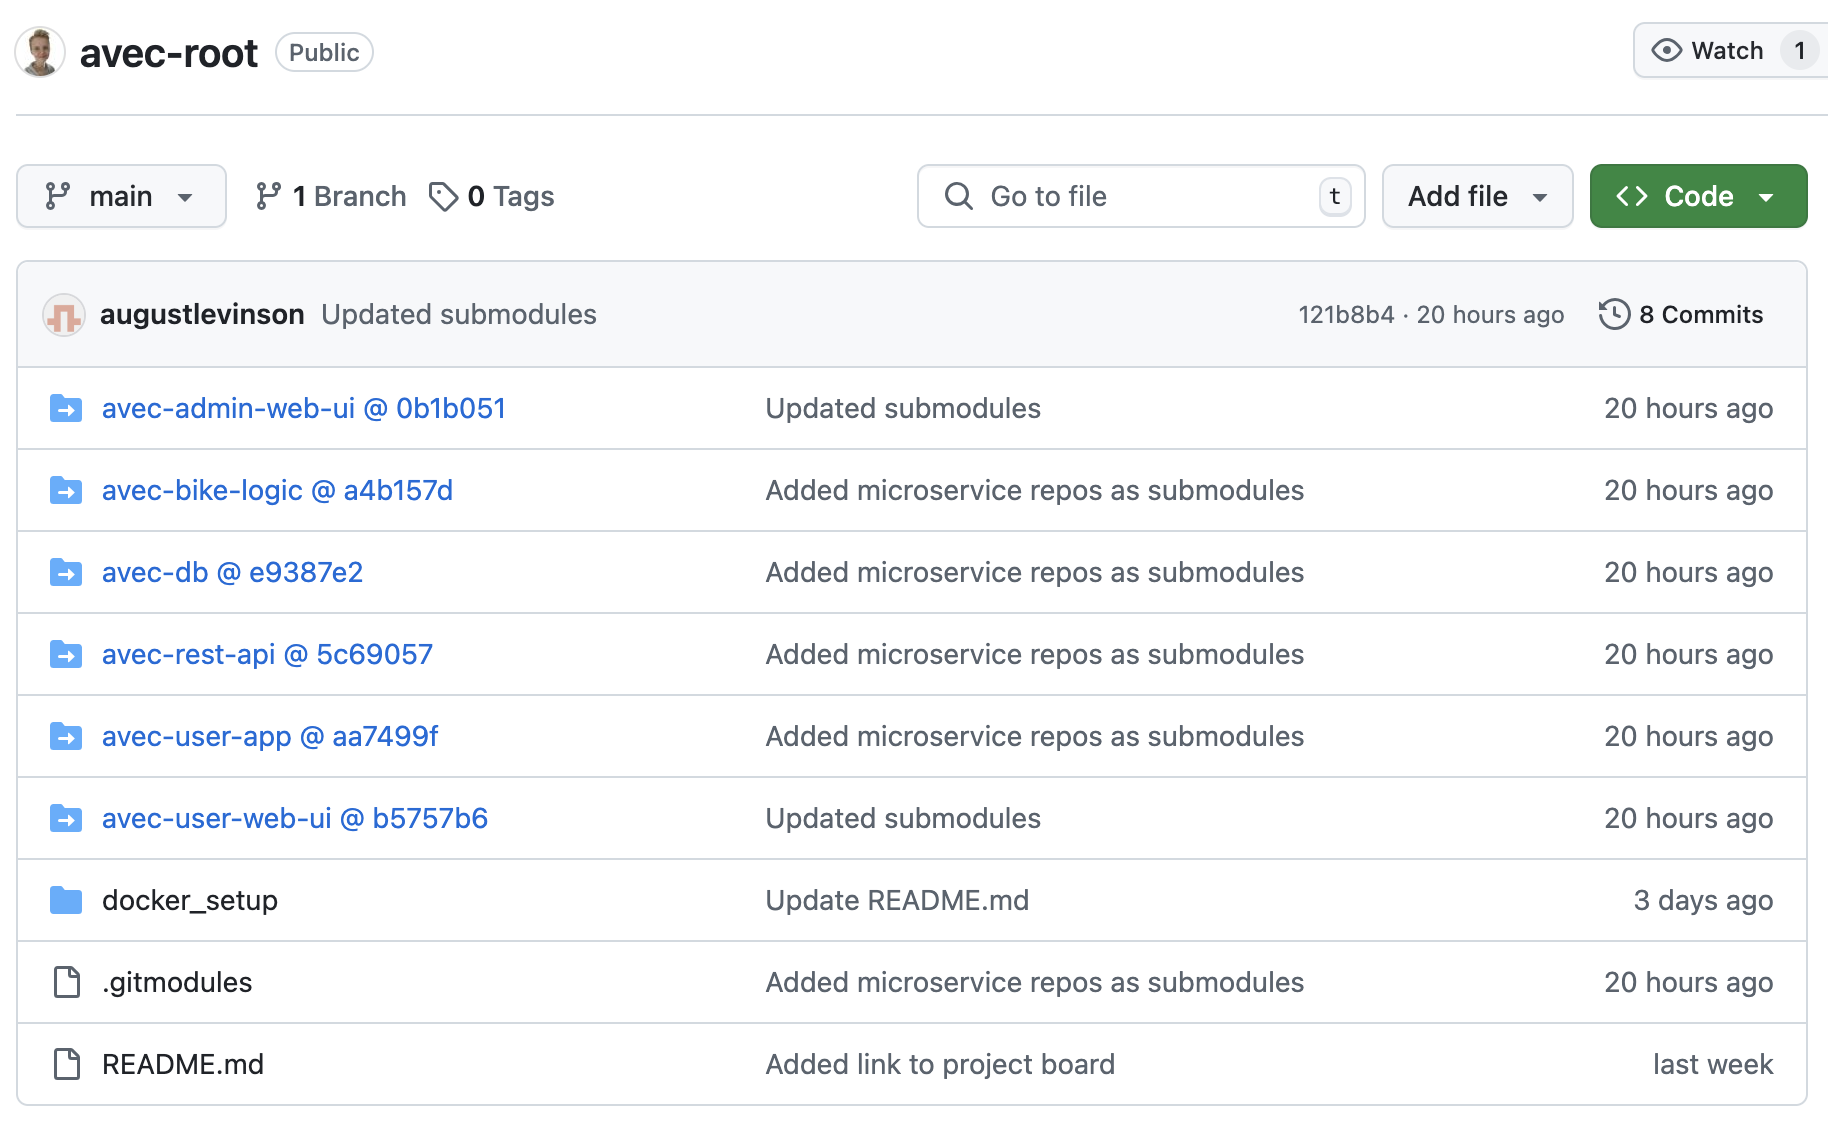 avec-root Public Watch 1
main 1 Branch 0 Tags Go to file t Add file Code
augustlevinson Updated submodules 121b8b4 · 20 hours ago 8 Commits
avec-admin-web-ui @ 0b1b051 Updated submodules 20 hours ago
avec-bike-logic @ a4b157d Added microservice repos as submodules 20 hours ago
avec-db @ e9387e2 Added microservice repos as submodules 20 hours ago
avec-rest-api @ 5c69057 Added microservice repos as submodules 20 hours ago
avec-user-app @ aa7499f Added microservice repos as submodules 20 hours ago
avec-user-web-ui @ b5757b6 Updated submodules 20 hours ago
docker_setup Update README.md 3 days ago
.gitmodules Added microservice repos as submodules 20 hours ago
README.md Added link to project board last week